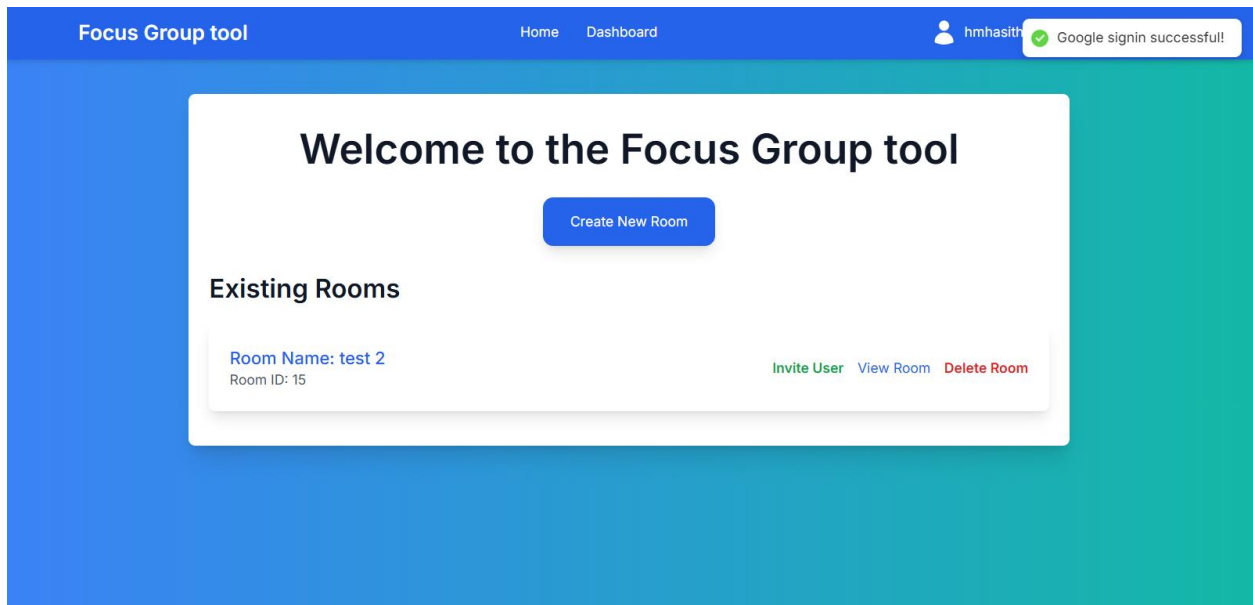 Focus Group tool
Home Dashboard
hmhasith
Google signin successful!
Welcome to the Focus Group tool
Create New Room
Existing Rooms
Room Name: test 2
Room ID: 15
Invite User View Room Delete Room